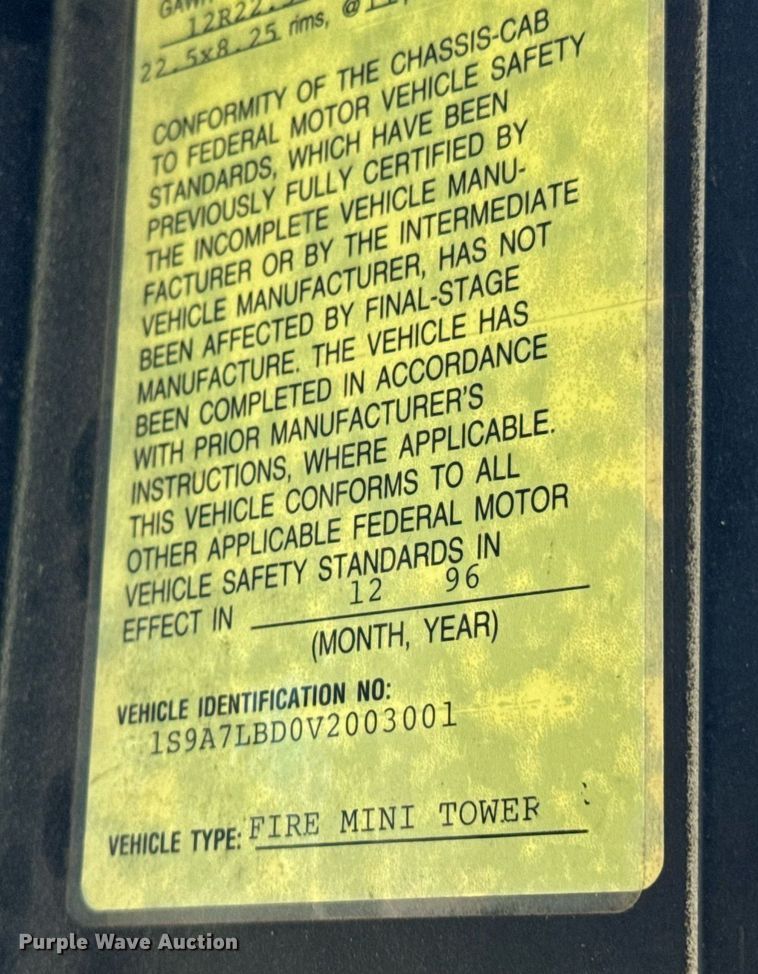 12R22.5
22.5x8.25 rims, @
CONFORMITY OF THE CHASSIS-CAB
TO FEDERAL MOTOR VEHICLE SAFETY
STANDARDS, WHICH HAVE BEEN
PREVIOUSLY FULLY CERTIFIED BY
THE INCOMPLETE VEHICLE MANU-
FACTURER OR BY THE INTERMEDIATE
VEHICLE MANUFACTURER, HAS NOT
BEEN AFFECTED BY FINAL-STAGE
MANUFACTURE. THE VEHICLE HAS
BEEN COMPLETED IN ACCORDANCE
WITH PRIOR MANUFACTURER'S
INSTRUCTIONS, WHERE APPLICABLE.
THIS VEHICLE CONFORMS TO ALL
OTHER APPLICABLE FEDERAL MOTOR
VEHICLE SAFETY STANDARDS IN
EFFECT IN 12 96
(MONTH, YEAR)
VEHICLE IDENTIFICATION NO:
1S9A7LBD0V2003001
VEHICLE TYPE: FIRE MINI TOWER
Purple Wave Auction